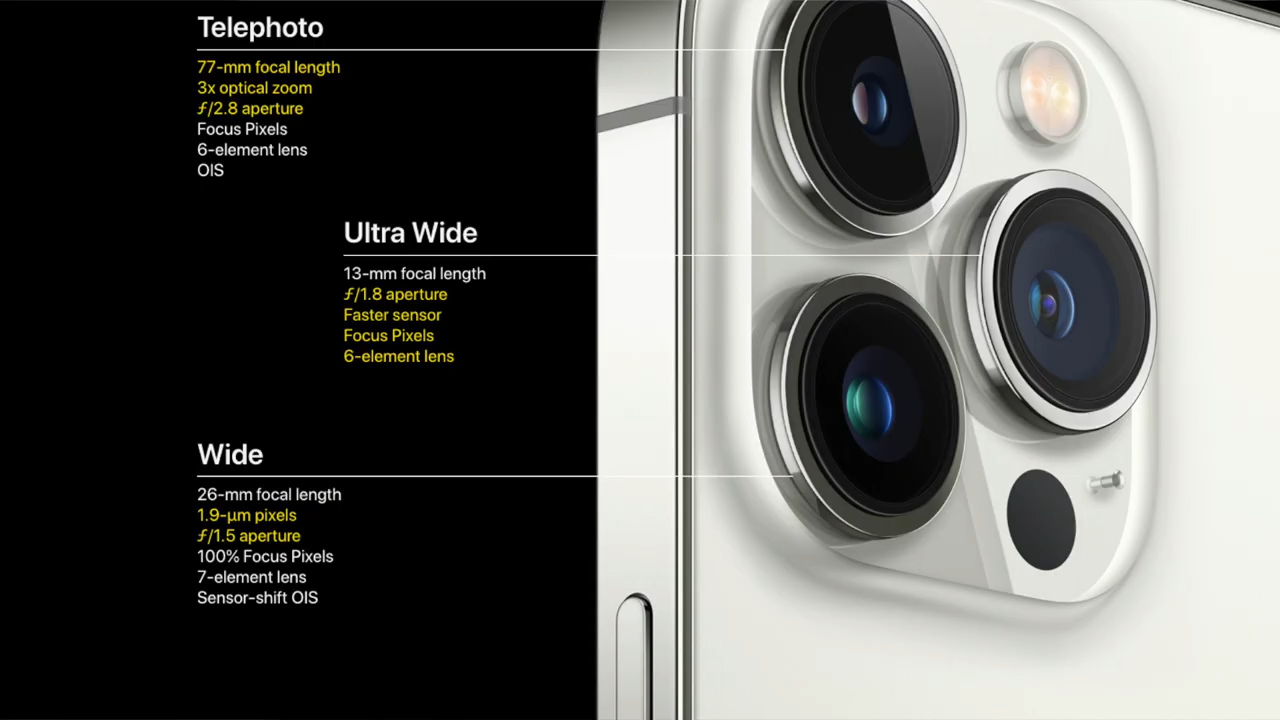 Telephoto
77-mm focal length
3x optical zoom
ƒ/2.8 aperture
Focus Pixels
6-element lens
OIS
Ultra Wide
13-mm focal length
ƒ/1.8 aperture
Faster sensor
Focus Pixels
6-element lens
Wide
26-mm focal length
1.9-µm pixels
ƒ/1.5 aperture
100% Focus Pixels
7-element lens
Sensor-shift OIS